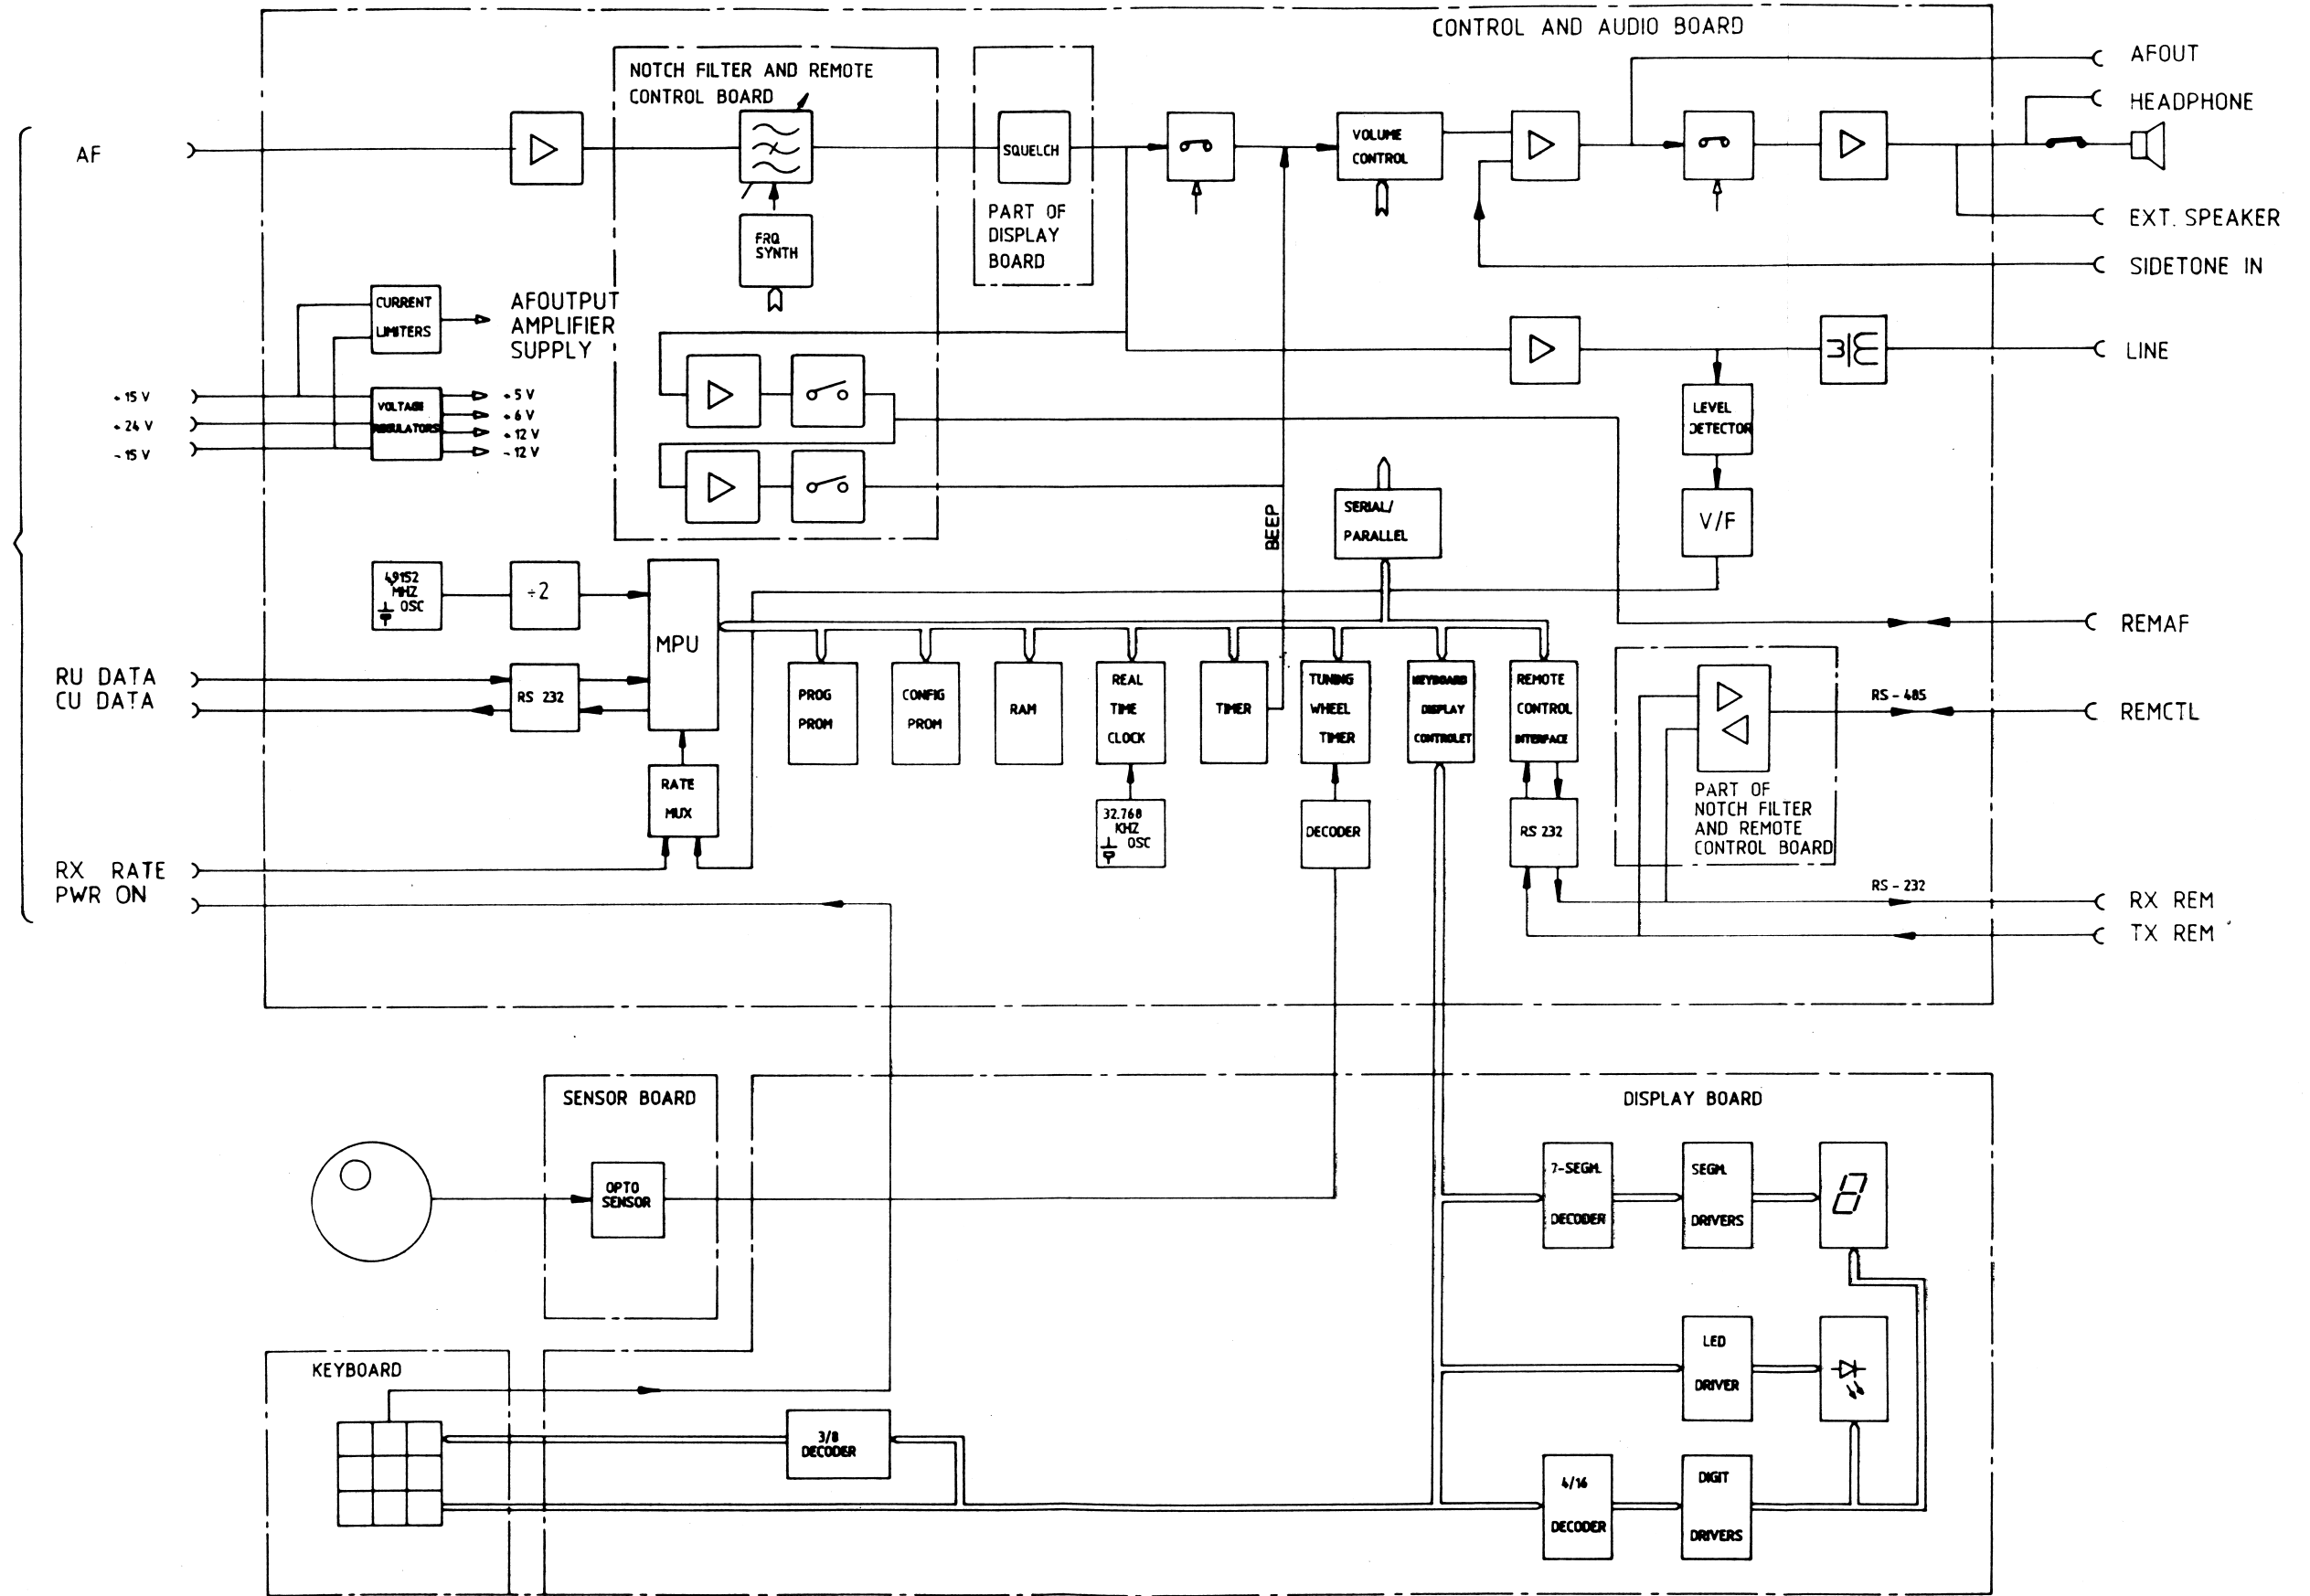 CONTROL AND AUDIO BOARD
NOTCH FILTER AND REMOTE
CONTROL BOARD
AF
FRQ
SYNTH
SQUELCH
PART OF
DISPLAY
BOARD
VOLUME
CONTROL
AFOUT
HEADPHONE
EXT. SPEAKER
SIDETONE IN
LINE
CURRENT
LIMITERS
AFOUTPUT
AMPLIFIER
SUPPLY
+15 V
+24 V
-15 V
VOLTAGE
REGULATORS
+5 V
+6 V
+12 V
-12 V
LEVEL
DETECTOR
V/F
SERIAL/
PARALLEL
BEEP
4,9152
MHZ
OSC
÷2
MPU
RU DATA
CU DATA
RS 232
RATE
MUX
RX RATE
PWR ON
PROG
PROM
CONFIG
PROM
RAM
REAL
TIME
CLOCK
32.768
KHZ
OSC
TIMER
TUNING
WHEEL
TIMER
DECODER
KEYBOARD
DISPLAY
CONTROLET
REMOTE
CONTROL
INTERFACE
RS 232
PART OF
NOTCH FILTER
AND REMOTE
CONTROL BOARD
REMAF
RS-485
REMCTL
RS-232
RX REM
TX REM
SENSOR BOARD
OPTO
SENSOR
DISPLAY BOARD
7-SEGM.
DECODER
SEGM.
DRIVERS
LED
DRIVER
4/16
DECODER
DIGIT
DRIVERS
KEYBOARD
3/8
DECODER